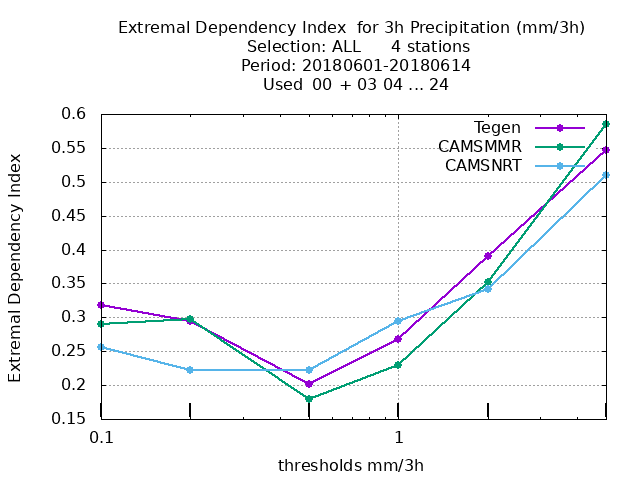 Extremal Dependency Index  for 3h Precipitation (mm/3h)
Selection: ALL      4 stations
Period: 20180601-20180614
Used  00  + 03 04 ... 24
Extremal Dependency Index
0.6
0.55
0.5
0.45
0.4
0.35
0.3
0.25
0.2
0.15
Tegen
CAMSMMR
CAMSNRT
0.1 1
thresholds mm/3h